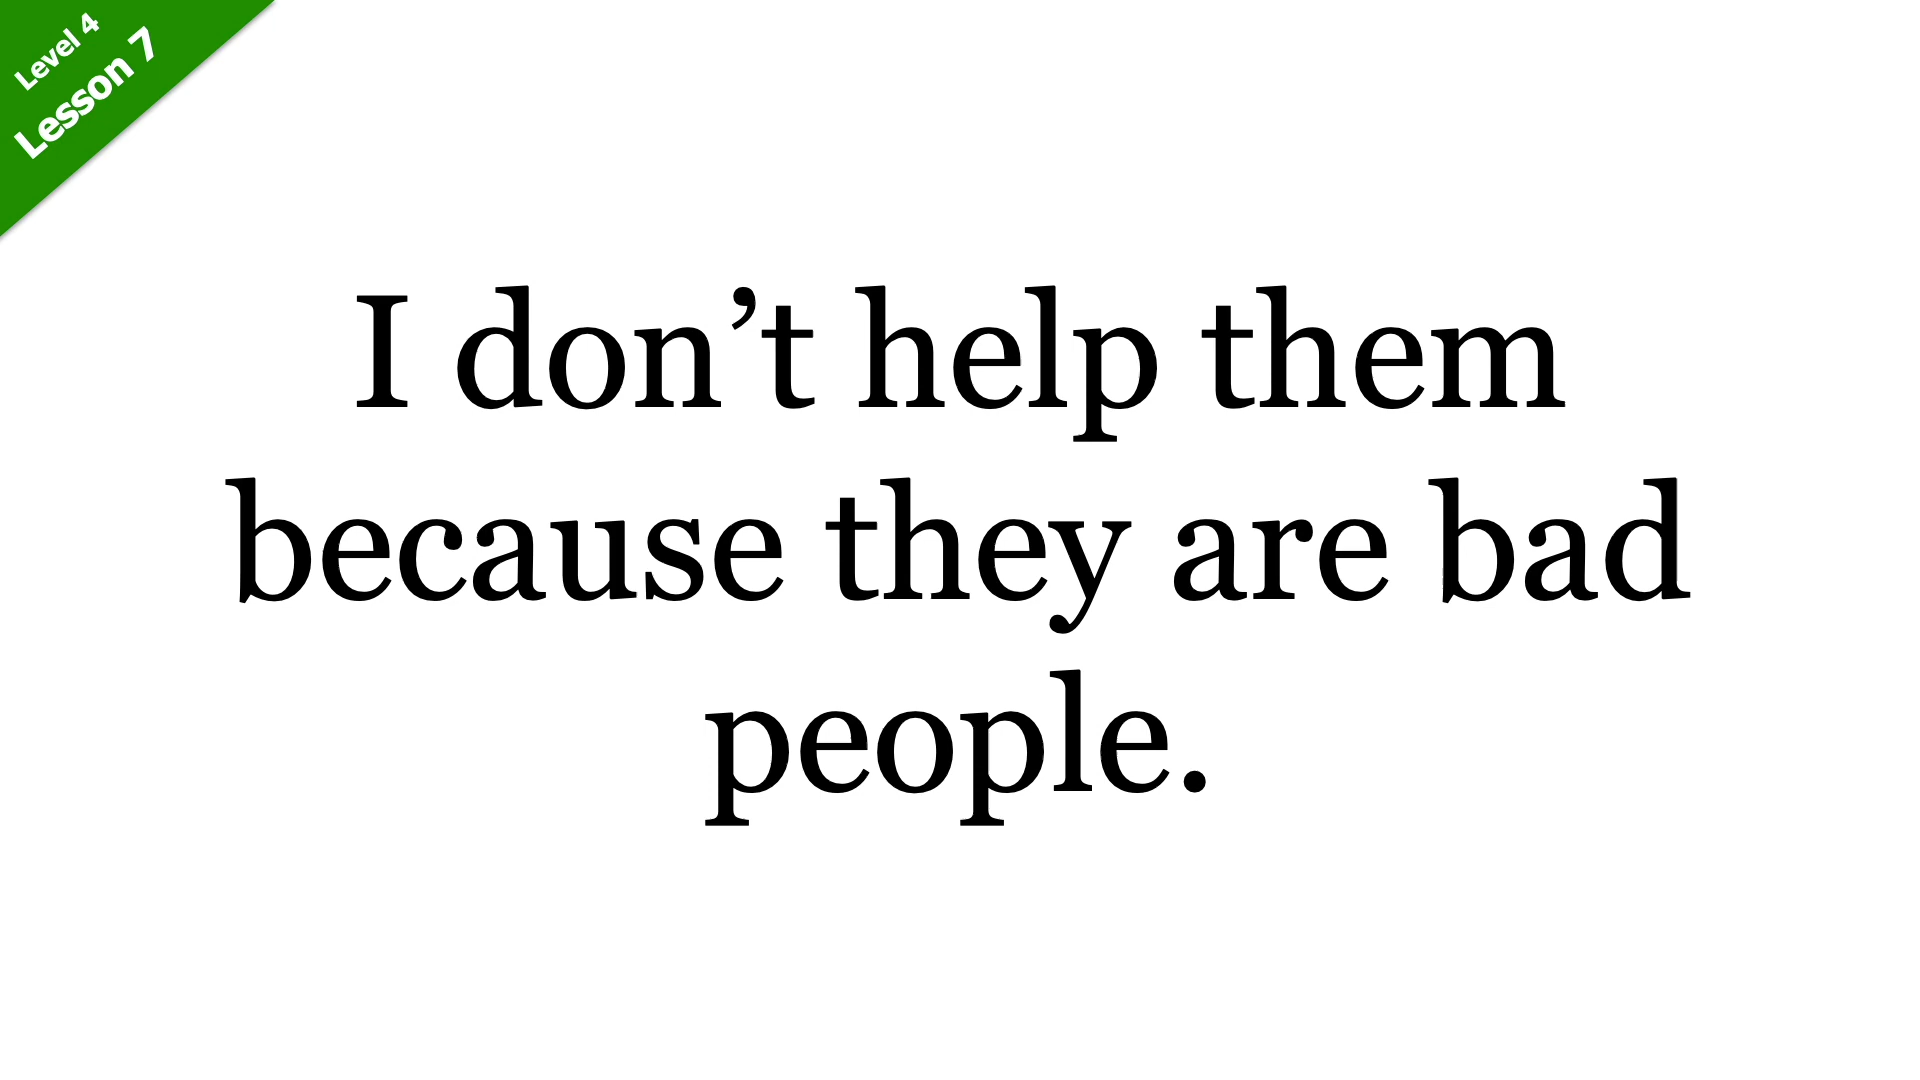 Level 4
Lesson 7
I don’t help them
because they are bad
people.